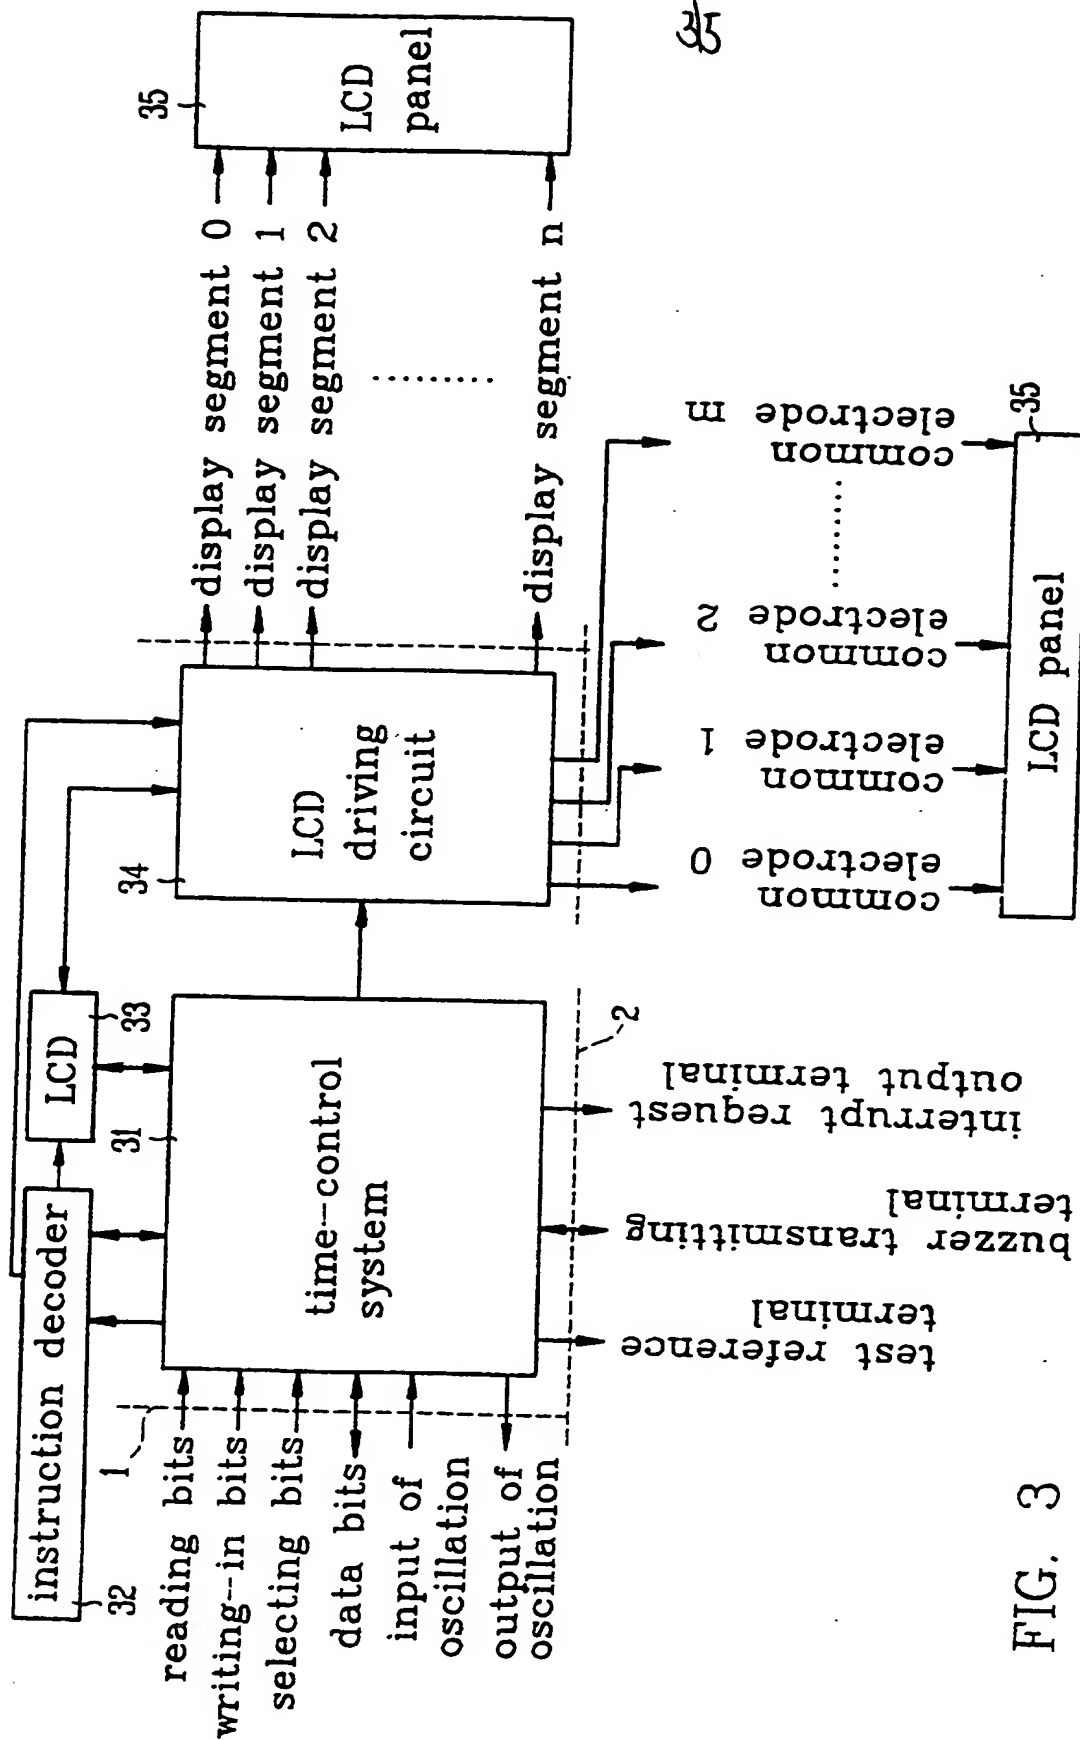 3/5
35
LCD
panel
display segment 0
display segment 1
display segment 2
........
display segment n
34
LCD
driving
circuit
33
LCD
32
instruction decoder
31
time-control
system
1
reading bits
writing-in bits
selecting bits
data bits
input of
oscillation
output of
oscillation
2
test reference
terminal
buzzer transmitting
terminal
interrupt request
output terminal
common
electrode 0
common
electrode 1
common
electrode 2
........
common
electrode m
35
LCD panel
FIG. 3